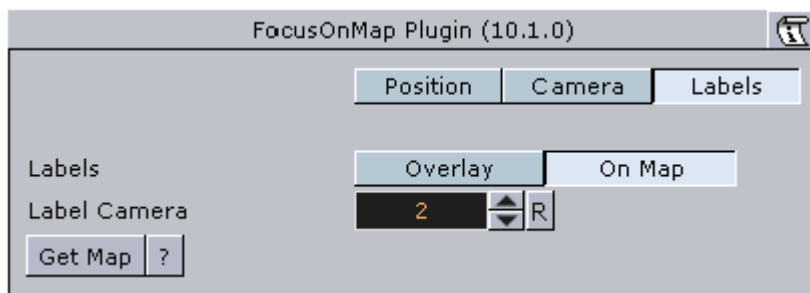 FocusOnMap Plugin (10.1.0)
Position Camera Labels
Labels Overlay On Map
Label Camera 2 R
Get Map ?